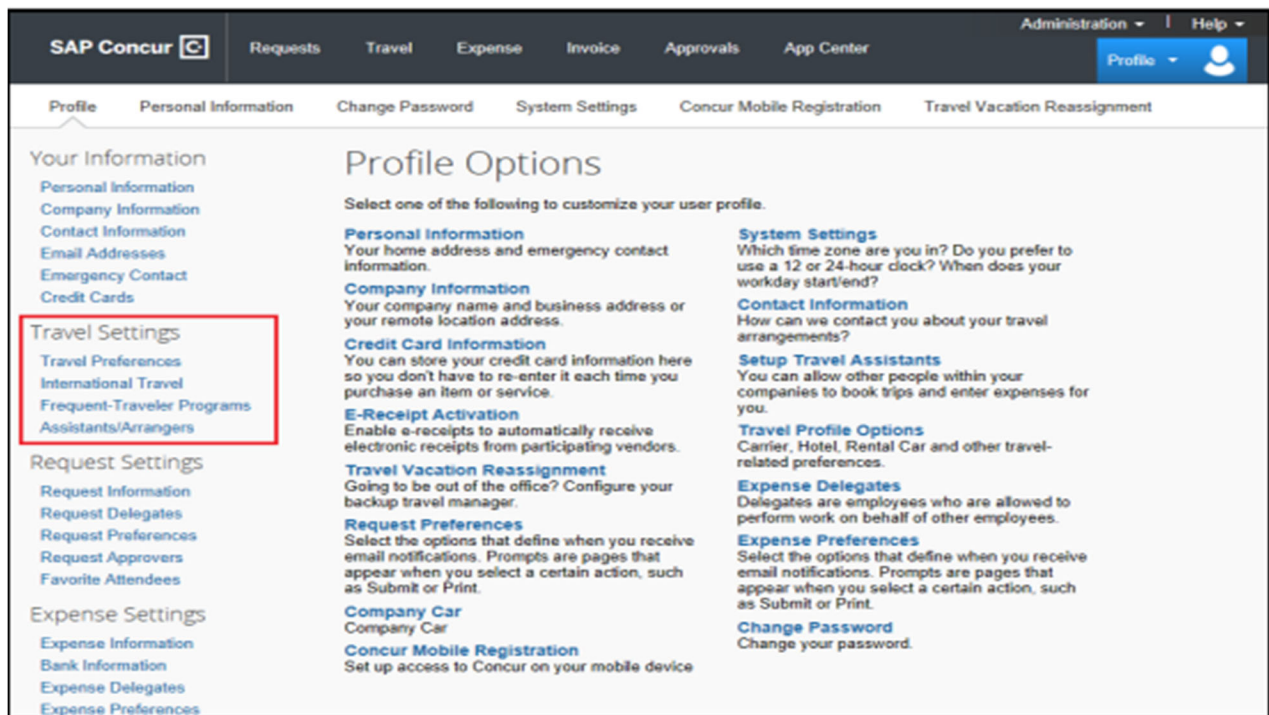 Administration | Help
SAP Concur C Requests Travel Expense Invoice Approvals App Center
Profile
Profile Personal Information Change Password System Settings Concur Mobile Registration Travel Vacation Reassignment
Your Information
Personal Information
Company Information
Contact Information
Email Addresses
Emergency Contact
Credit Cards
Travel Settings
Travel Preferences
International Travel
Frequent-Traveler Programs
Assistants/Arrangers
Request Settings
Request Information
Request Delegates
Request Preferences
Request Approvers
Favorite Attendees
Expense Settings
Expense Information
Bank Information
Expense Delegates
Expense Preferences
Profile Options
Select one of the following to customize your user profile.
Personal Information
Your home address and emergency contact
information.
Company Information
Your company name and business address or
your remote location address.
Credit Card Information
You can store your credit card information here
so you don't have to re-enter it each time you
purchase an item or service.
E-Receipt Activation
Enable e-receipts to automatically receive
electronic receipts from participating vendors.
Travel Vacation Reassignment
Going to be out of the office? Configure your
backup travel manager.
Request Preferences
Select the options that define when you receive
email notifications. Prompts are pages that
appear when you select a certain action, such
as Submit or Print.
Company Car
Company Car
Concur Mobile Registration
Set up access to Concur on your mobile device
System Settings
Which time zone are you in? Do you prefer to
use a 12 or 24-hour clock? When does your
workday start/end?
Contact Information
How can we contact you about your travel
arrangements?
Setup Travel Assistants
You can allow other people within your
companies to book trips and enter expenses for
you.
Travel Profile Options
Carrier, Hotel, Rental Car and other travel-
related preferences.
Expense Delegates
Delegates are employees who are allowed to
perform work on behalf of other employees.
Expense Preferences
Select the options that define when you receive
email notifications. Prompts are pages that
appear when you select a certain action, such
as Submit or Print.
Change Password
Change your password.